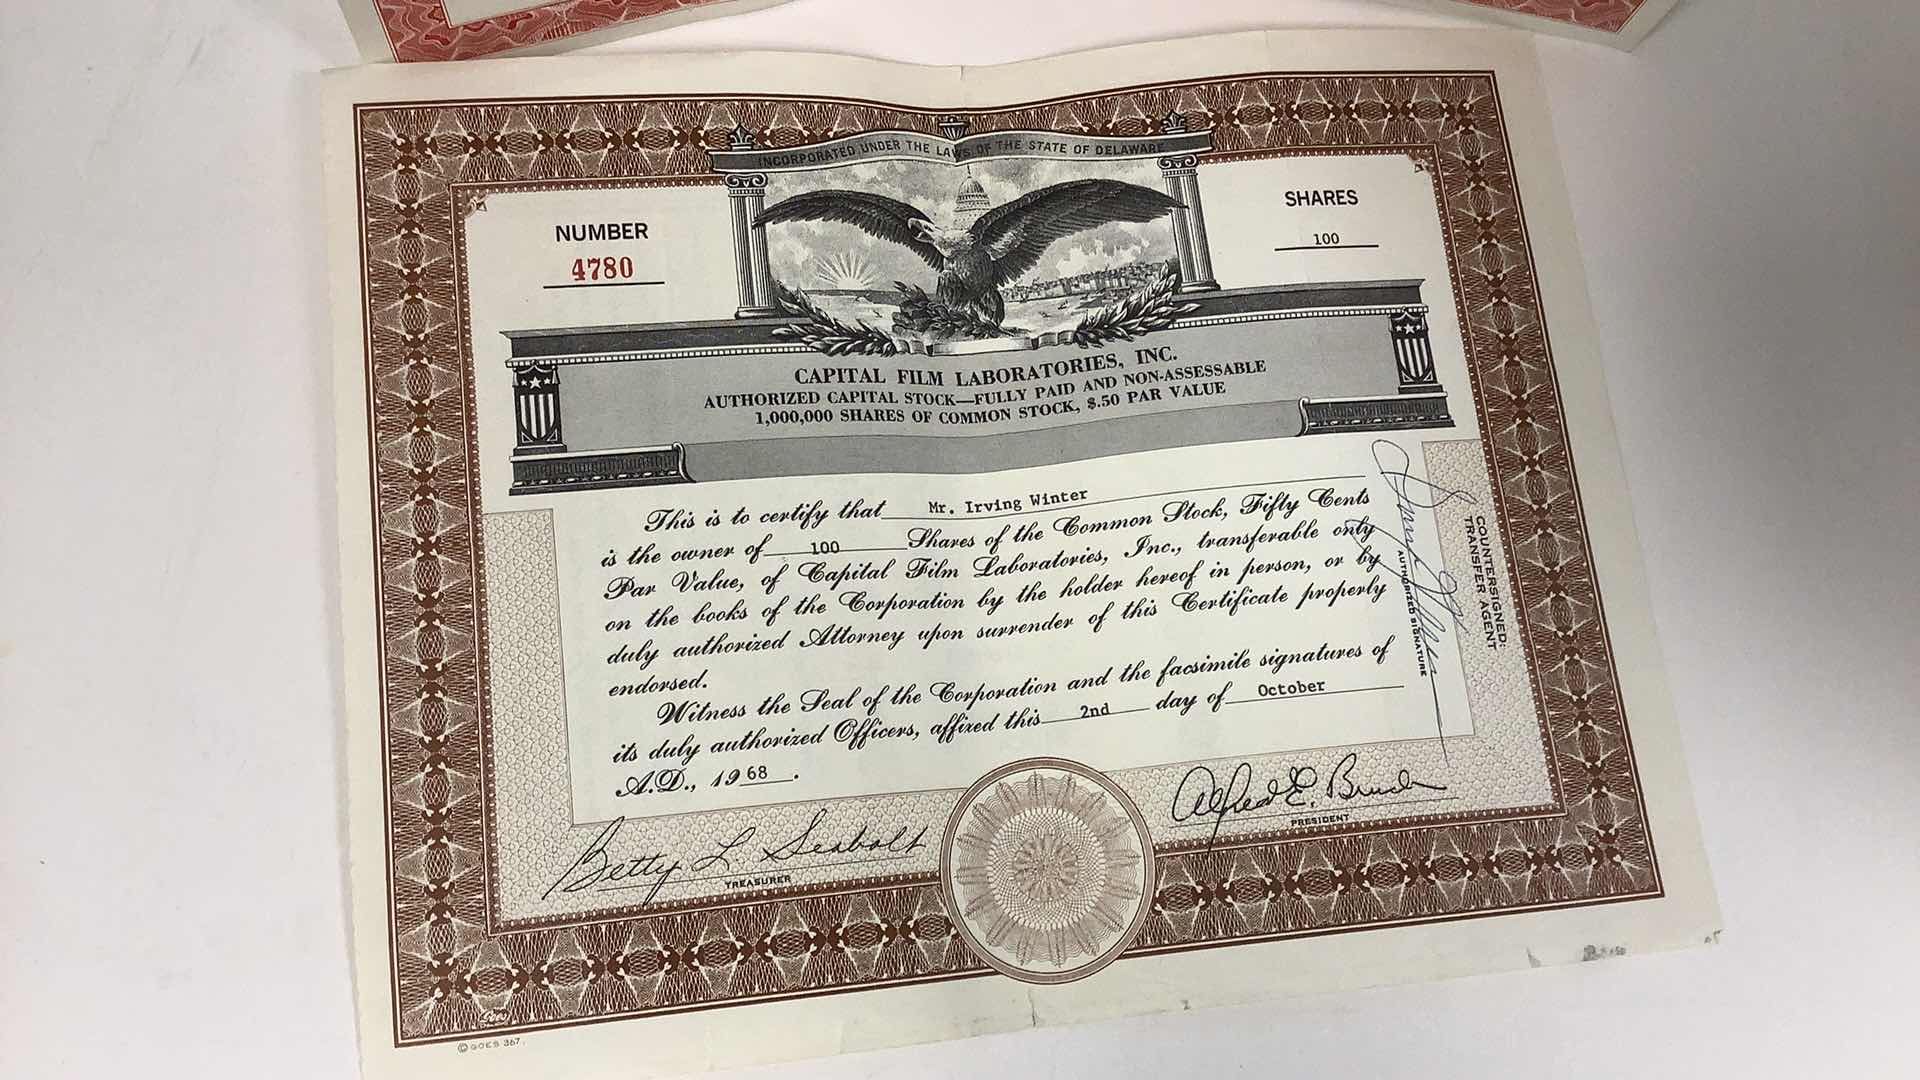 INCORPORATED UNDER THE LAWS OF THE STATE OF DELAWARE
NUMBER
4780
SHARES
100
CAPITAL FILM LABORATORIES, INC.
AUTHORIZED CAPITAL STOCK—FULLY PAID AND NON-ASSESSABLE
1,000,000 SHARES OF COMMON STOCK, $.50 PAR VALUE
This is to certify that Mr. Irving Winter
is the owner of 100 Shares of the Common Stock, Fifty Cents
Par Value, of Capital Film Laboratories, Inc., transferable only
on the books of the Corporation by the holder hereof in person, or by
duly authorized Attorney upon surrender of this Certificate properly
endorsed.
Witness the Seal of the Corporation and the facsimile signatures of
its duly authorized Officers, affixed this 2nd day of October
A.D., 1968.
COUNTERSIGNED:
TRANSFER AGENT
AUTHORIZED SIGNATURE
Betty L Seabolt
TREASURER
Alfred E.
PRESIDENT
Goes
© GOES 367